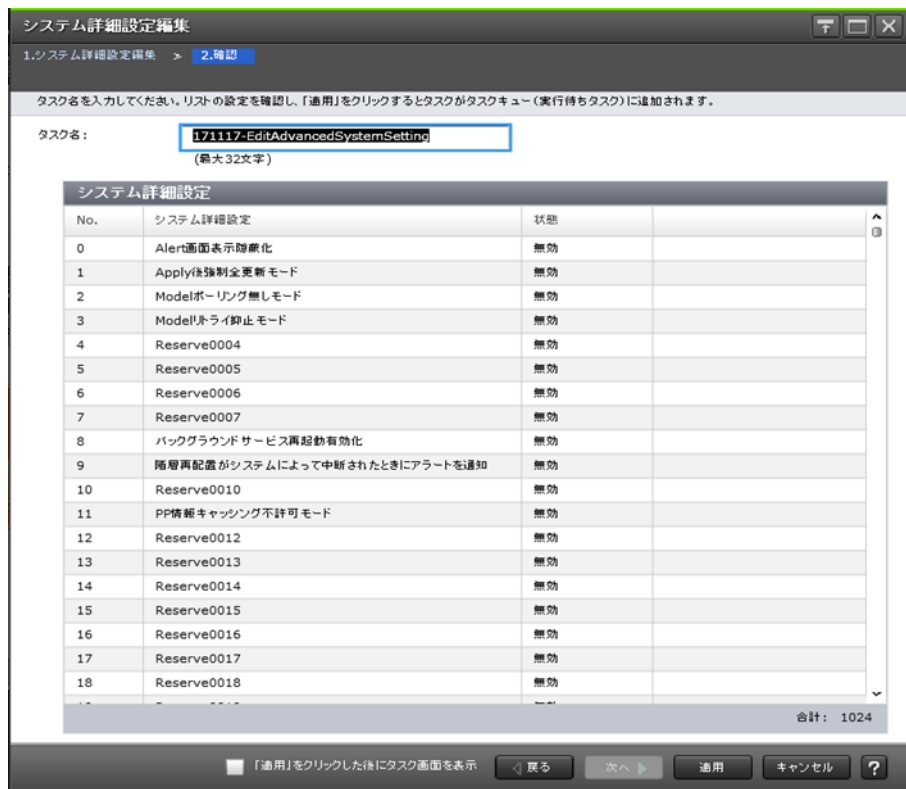 システム詳細設定編集
1.システム詳細設定編集 > 2.確認
タスク名を入力してください。リストの設定を確認し、「適用」をクリックするとタスクがタスクキュー(実行待ちタスク)に追加されます。
タスク名: 171117-EditAdvancedSystemSetting
(最大32文字)
システム詳細設定
No. システム詳細設定 状態
0 Alert画面表示隠蔽化 無効
1 Apply後強制全更新モード 無効
2 Modelポーリング無しモード 無効
3 Modelリトライ抑止モード 無効
4 Reserve0004 無効
5 Reserve0005 無効
6 Reserve0006 無効
7 Reserve0007 無効
8 バックグラウンドサービス再起動有効化 無効
9 階層再配置がシステムによって中断されたときにアラートを通知 無効
10 Reserve0010 無効
11 PP情報キャッシング不許可モード 無効
12 Reserve0012 無効
13 Reserve0013 無効
14 Reserve0014 無効
15 Reserve0015 無効
16 Reserve0016 無効
17 Reserve0017 無効
18 Reserve0018 無効
合計: 1024
「適用」をクリックした後にタスク画面を表示 戻る 次へ 適用 キャンセル ?